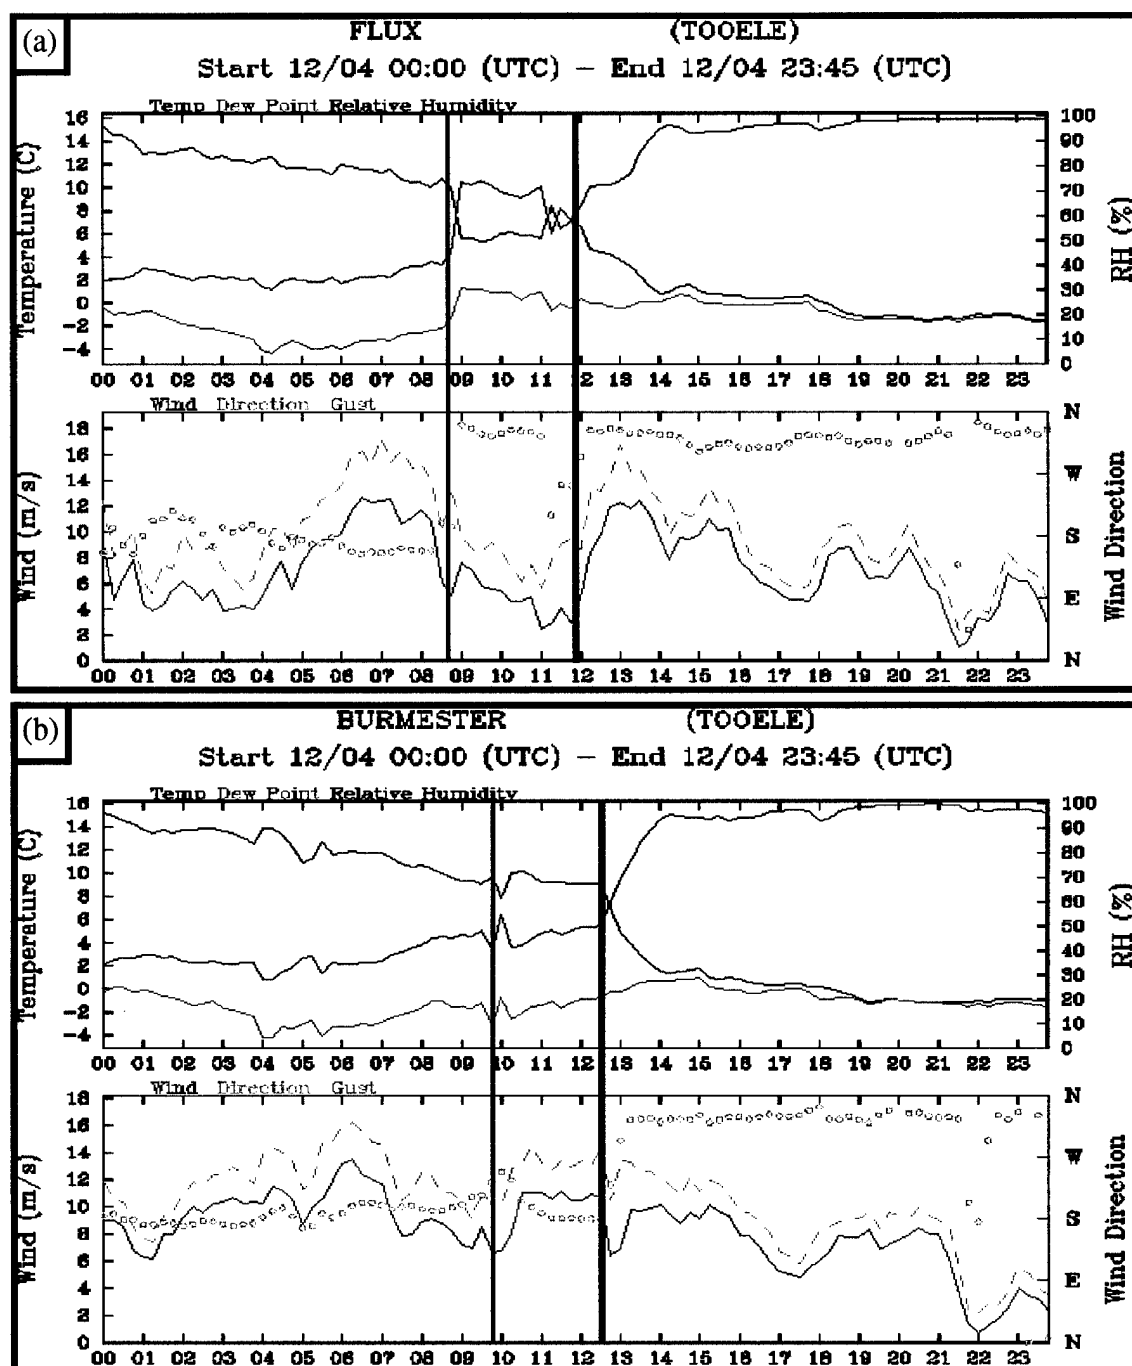 (a)
FLUX (TOOELE)
Start 12/04 00:00 (UTC) – End 12/04 23:45 (UTC)
Temp Dew Point Relative Humidity
Temperature (C)
16
14
12
10
8
6
4
2
0
-2
-4
100
90
80
70
60
50
40
30
20
10
0
RH (%)
00 01 02 03 04 05 06 07 08 09 10 11 12 13 14 15 16 17 18 19 20 21 22 23
Wind Direction Gust
Wind (m/s)
18
16
14
12
10
8
6
4
2
0
N
W
S
E
N
Wind Direction
00 01 02 03 04 05 06 07 08 09 10 11 12 13 14 15 16 17 18 19 20 21 22 23
(b)
BURMESTER (TOOELE)
Start 12/04 00:00 (UTC) – End 12/04 23:45 (UTC)
Temp Dew Point Relative Humidity
Temperature (C)
16
14
12
10
8
6
4
2
0
-2
-4
100
90
80
70
60
50
40
30
20
10
0
RH (%)
00 01 02 03 04 05 06 07 08 09 10 11 12 13 14 15 16 17 18 19 20 21 22 23
Wind Direction Gust
Wind (m/s)
18
16
14
12
10
8
6
4
2
0
N
W
S
E
N
Wind Direction
00 01 02 03 04 05 06 07 08 09 10 11 12 13 14 15 16 17 18 19 20 21 22 23